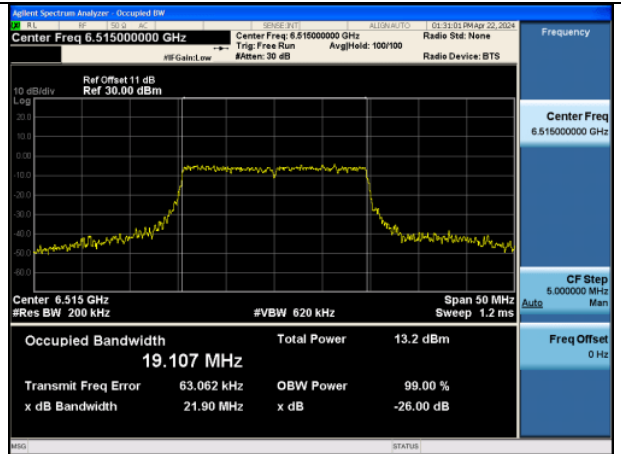 Agilent Spectrum Analyzer - Occupied BW
RL RF 50 Ω AC SENSE:INT ALIGN AUTO 01:31:01 PM Apr 22, 2024
Center Freq 6.515000000 GHz
Center Freq: 6.515000000 GHz
Radio Std: None
Trig: Free Run Avg|Hold: 100/100
#IFGain:Low #Atten: 30 dB Radio Device: BTS
Frequency
Ref Offset 11 dB
10 dB/div Ref 30.00 dBm
Log
20.0
10.0
0.00
-10.0
-20.0
-30.0
-40.0
-50.0
-60.0
Center Freq
6.515000000 GHz
Center 6.515 GHz Span 50 MHz
#Res BW 200 kHz #VBW 620 kHz Sweep 1.2 ms
CF Step
5.000000 MHz
Auto Man
Occupied Bandwidth Total Power 13.2 dBm
19.107 MHz
Transmit Freq Error 63.062 kHz OBW Power 99.00 %
x dB Bandwidth 21.90 MHz x dB -26.00 dB
Freq Offset
0 Hz
MSG STATUS